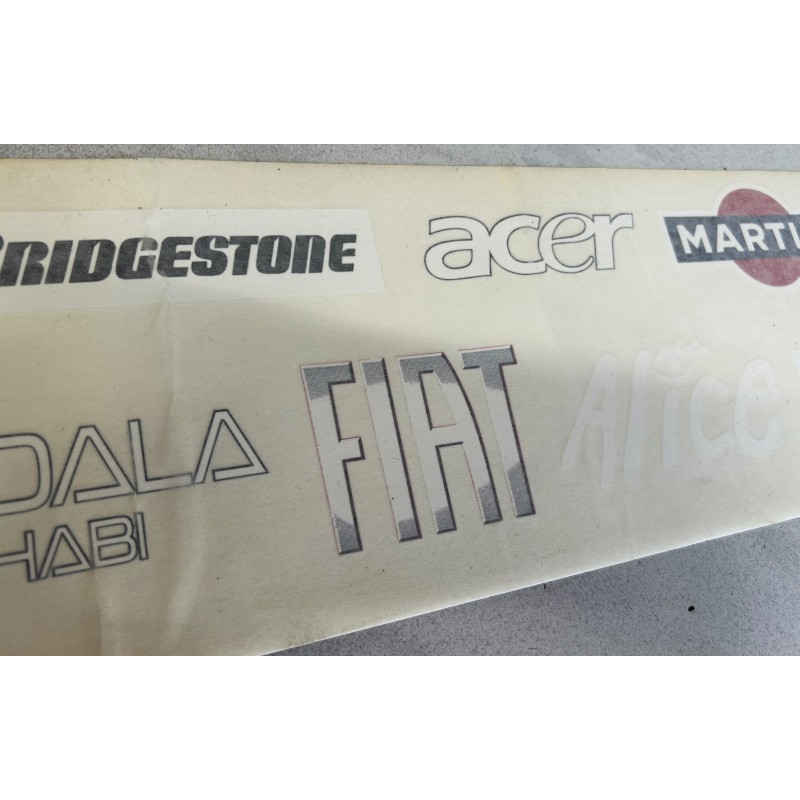 BRIDGESTONE acer MARTI
DALA FIAT Alice
HABI